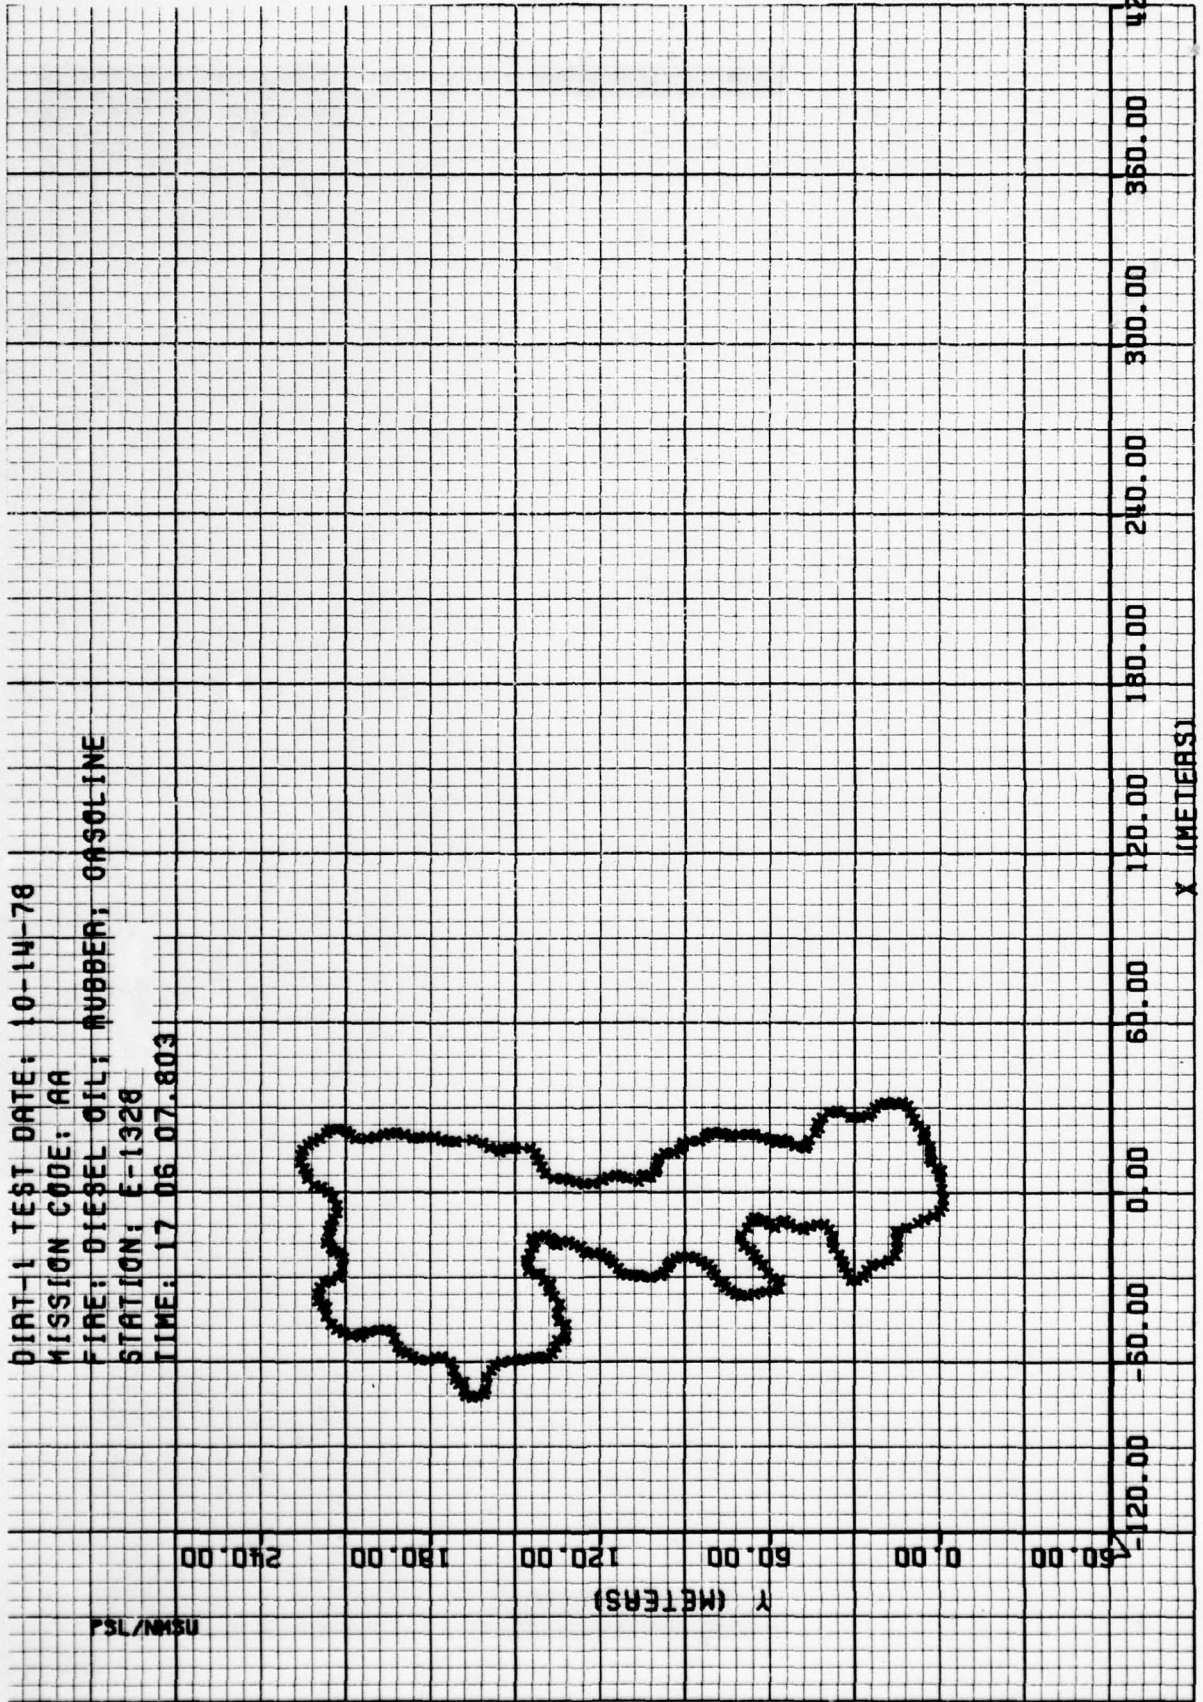 DIRT-1 TEST DATE: 10-14-78
MISSION CODE: AA
FIRE: DIESEL OIL; RUBBER; GASOLINE
STATION: E-1328
TIME: 17 06 07.803
PSL/NMSU
Y (METERS)
240.00
180.00
120.00
60.00
0.00
-120.00
-60.00
0.00
60.00
120.00
180.00
240.00
300.00
360.00
X (METERS)